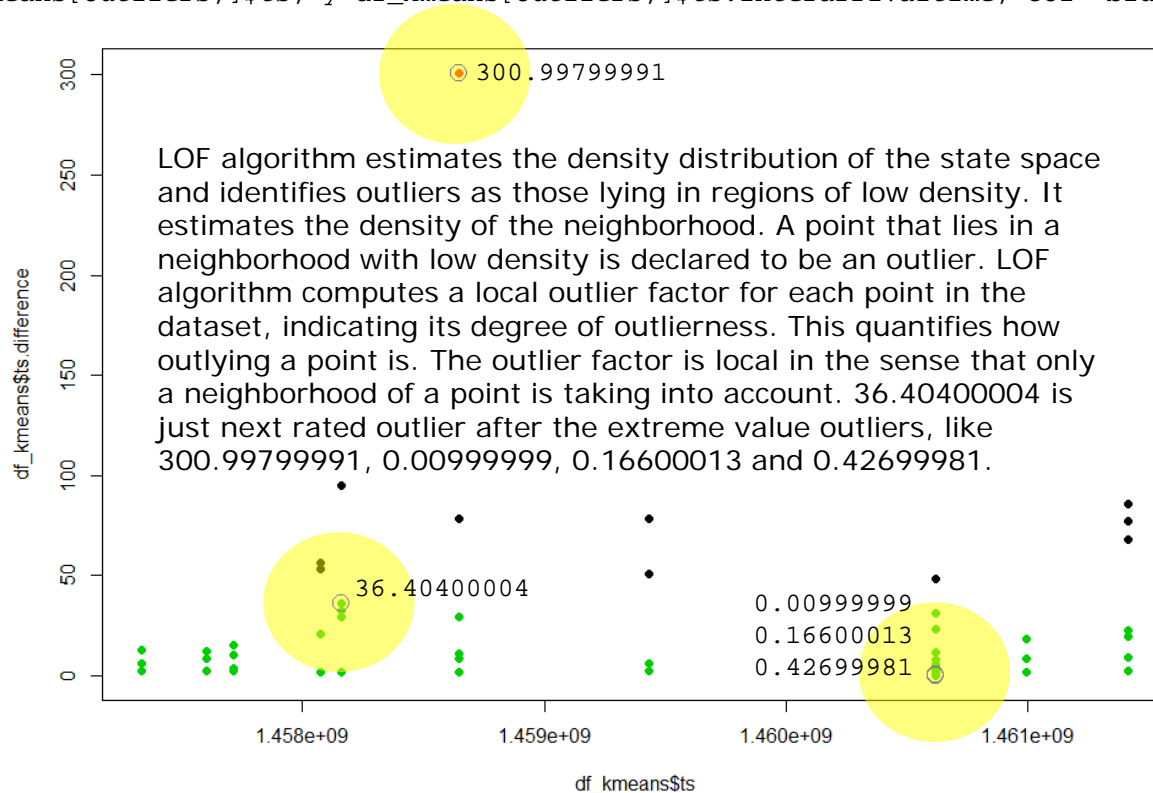 300.99799991
LOF algorithm estimates the density distribution of the state space
and identifies outliers as those lying in regions of low density. It
estimates the density of the neighborhood. A point that lies in a
neighborhood with low density is declared to be an outlier. LOF
algorithm computes a local outlier factor for each point in the
dataset, indicating its degree of outlierness. This quantifies how
outlying a point is. The outlier factor is local in the sense that only
a neighborhood of a point is taking into account. 36.40400004 is
just next rated outlier after the extreme value outliers, like
300.99799991, 0.00999999, 0.16600013 and 0.42699981.
36.40400004
0.00999999
0.16600013
0.42699981
df_kmeans$ts.difference
300
250
200
150
100
50
0
1.458e+09 1.459e+09 1.460e+09 1.461e+09
df_kmeans$ts